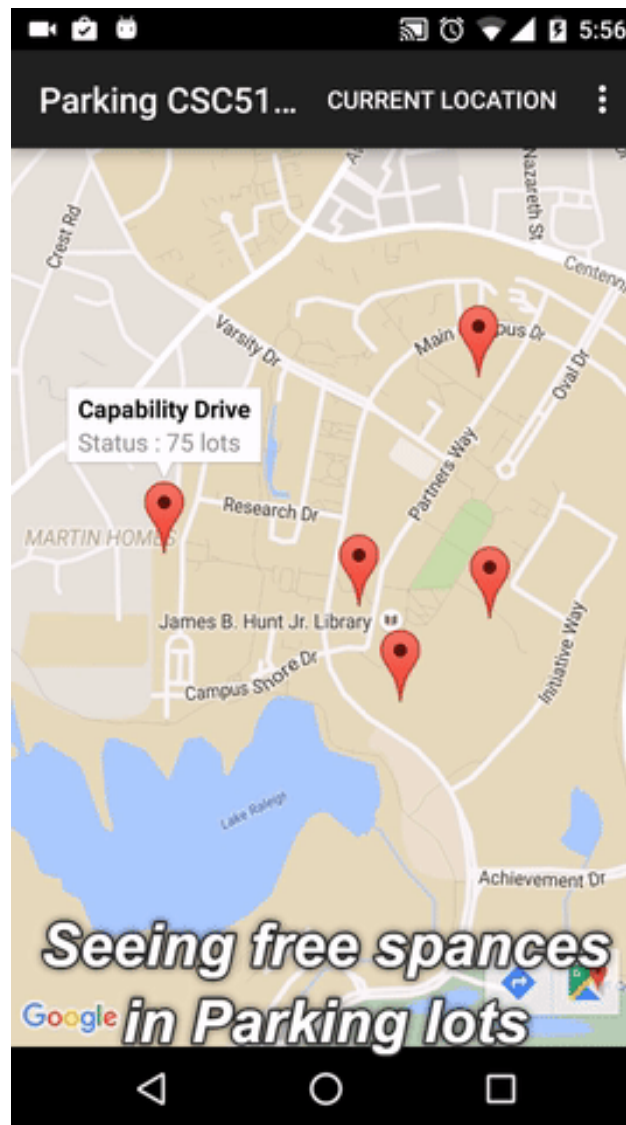 5:56
Parking CSC51... CURRENT LOCATION
Nazareth St
Crest Rd
Centenn
Varsity Dr
Main
pus Dr
Oval Dr
Capability Drive
Status : 75 lots
Partners Way
Research Dr
MARTIN HOMES
James B. Hunt Jr. Library
Initiative Way
Campus Shore Dr
Lake Raleigh
Achievement Dr
Seeing free spances
Google
in Parking lots